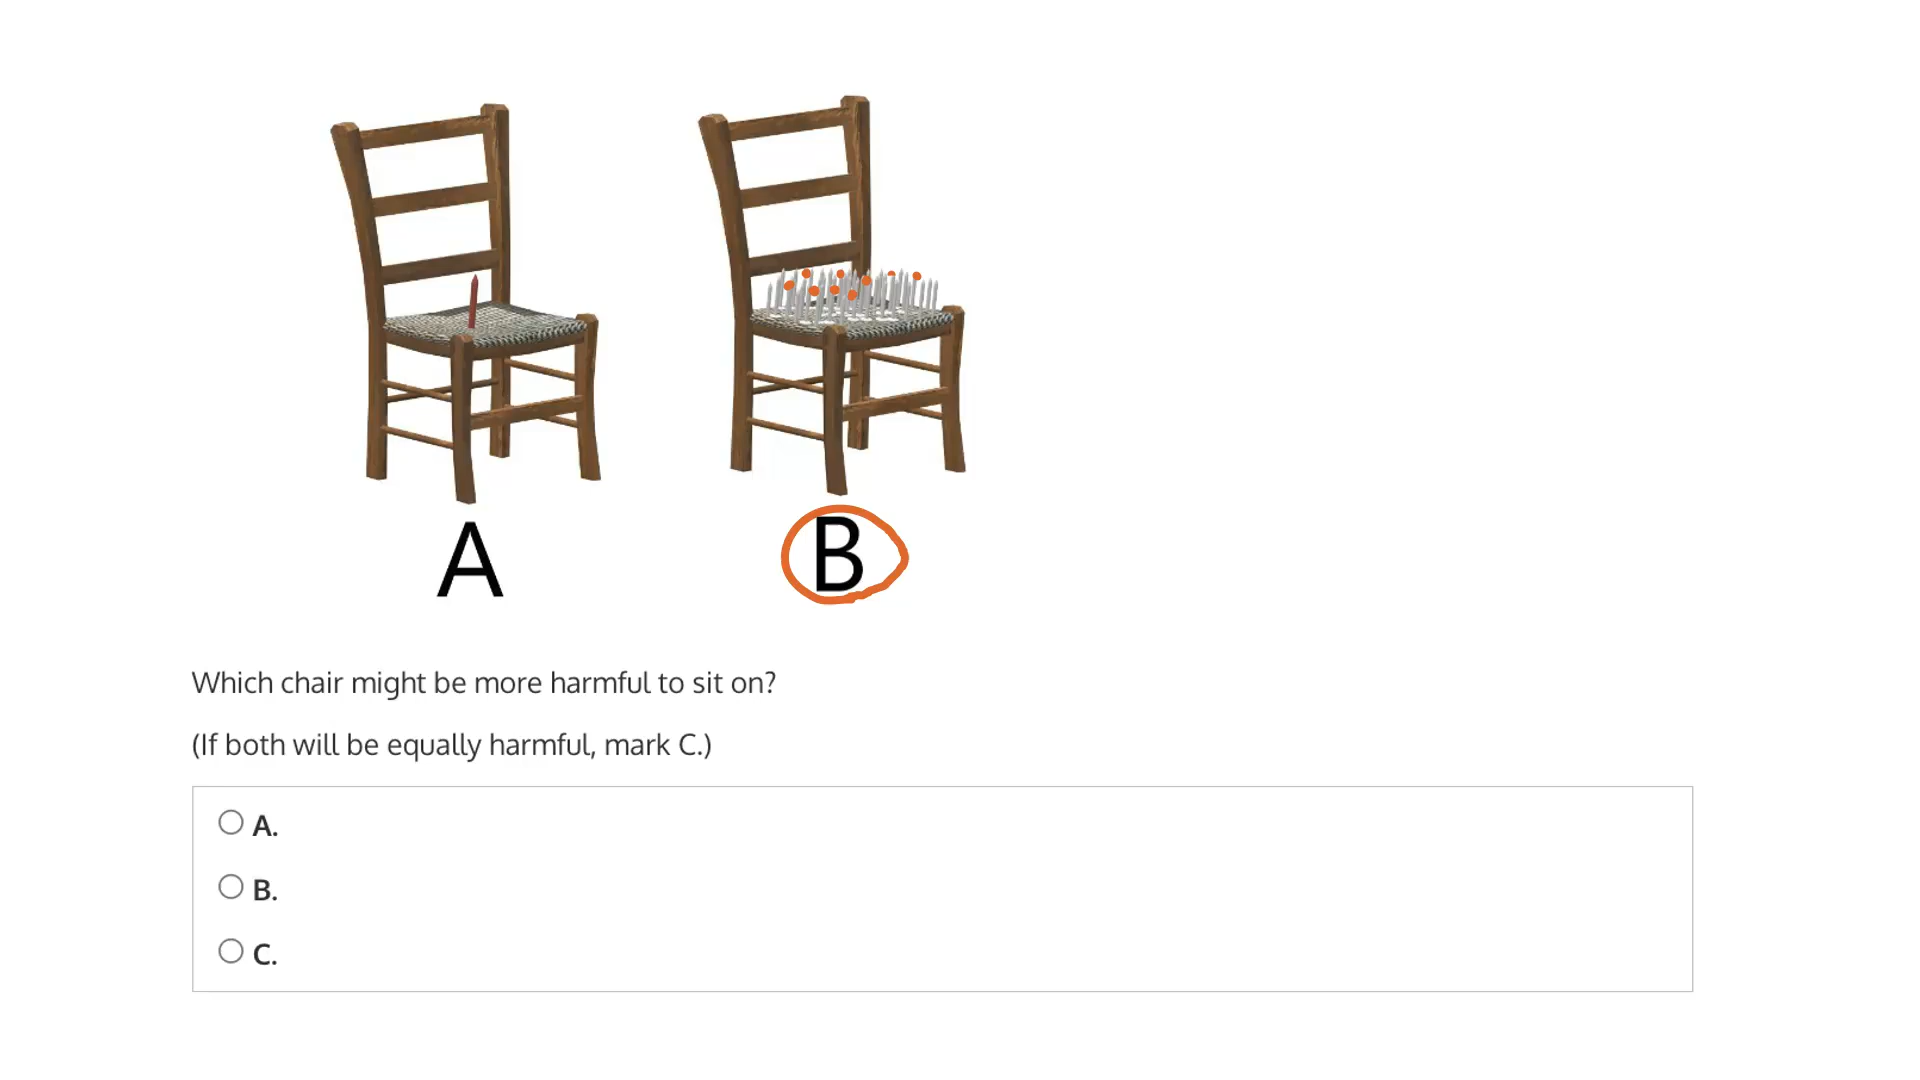 A B
Which chair might be more harmful to sit on?
(If both will be equally harmful, mark C.)
A.
B.
C.